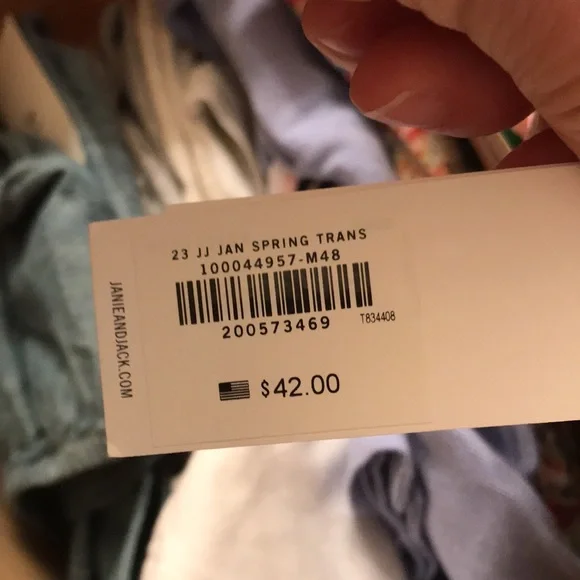 23 JJ JAN SPRING TRANS
100044957-M48
200573469
T834408
$42.00
JANIEANDJACK.COM